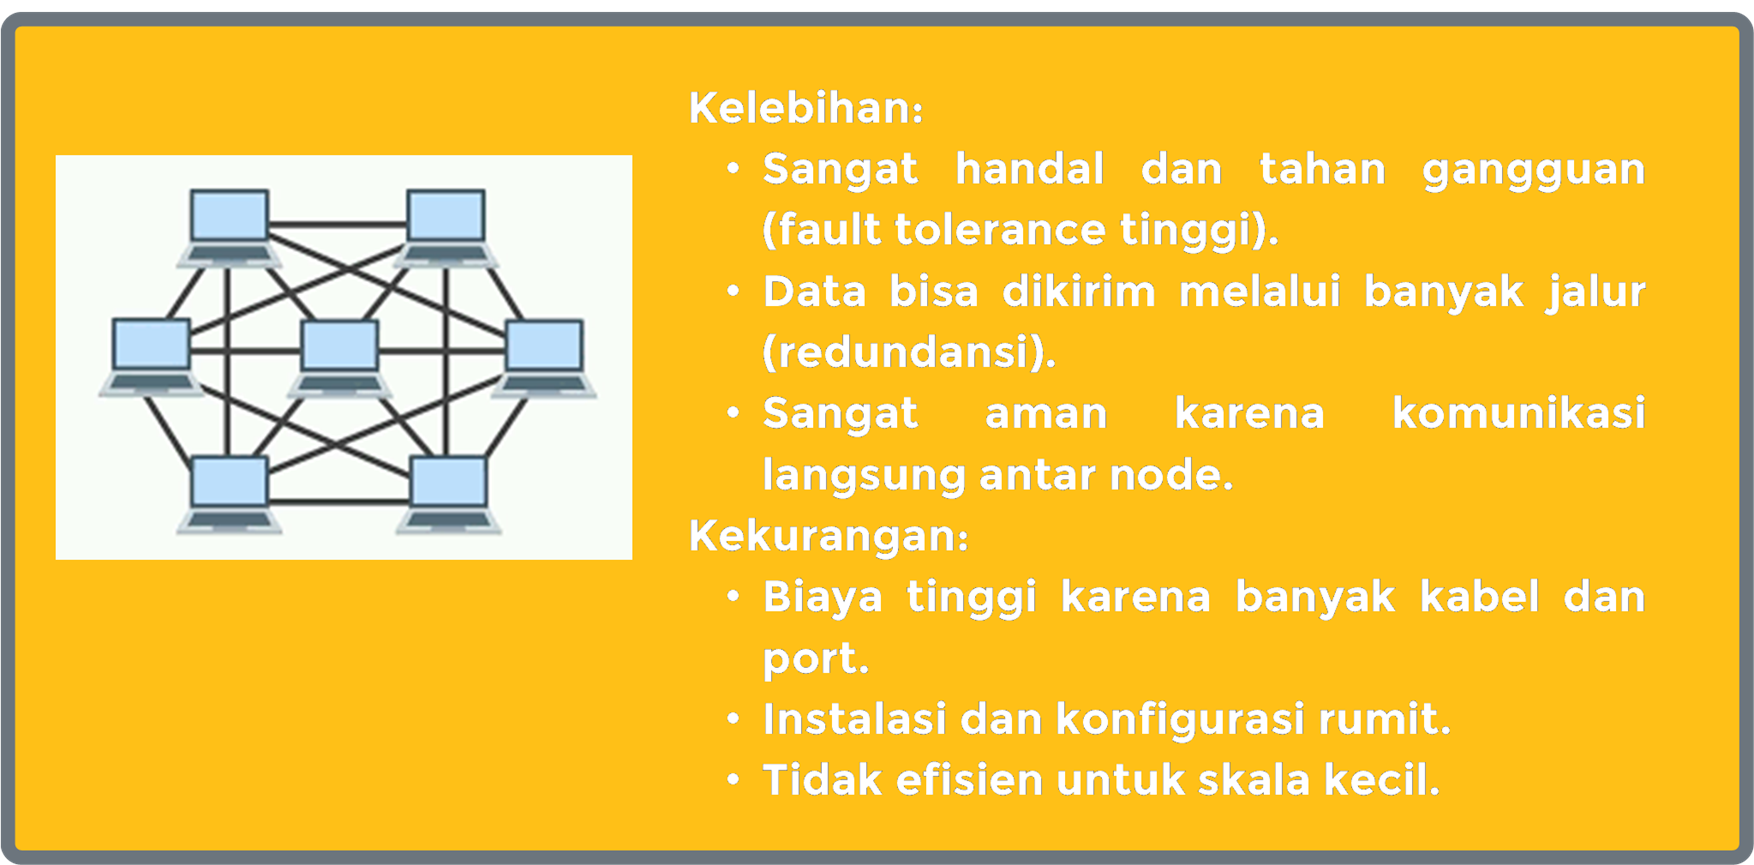 Kelebihan:
• Sangat handal dan tahan gangguan
(fault tolerance tinggi).
• Data bisa dikirim melalui banyak jalur
(redundansi).
• Sangat aman karena komunikasi
langsung antar node.
Kekurangan:
• Biaya tinggi karena banyak kabel dan
port.
• Instalasi dan konfigurasi rumit.
• Tidak efisien untuk skala kecil.